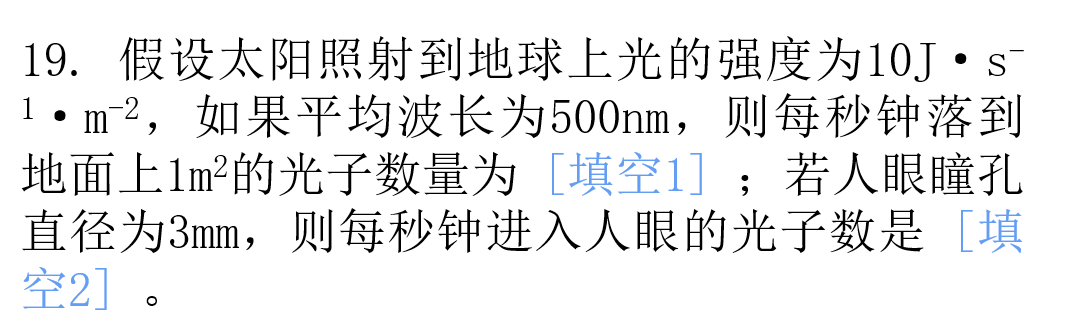 19. 假设太阳照射到地球上光的强度为10J•s⁻
¹•m⁻²，如果平均波长为500nm，则每秒钟落到
地面上1m²的光子数量为 [填空1] ；若人眼瞳孔
直径为3mm，则每秒钟进入人眼的光子数是 [填
空2] 。